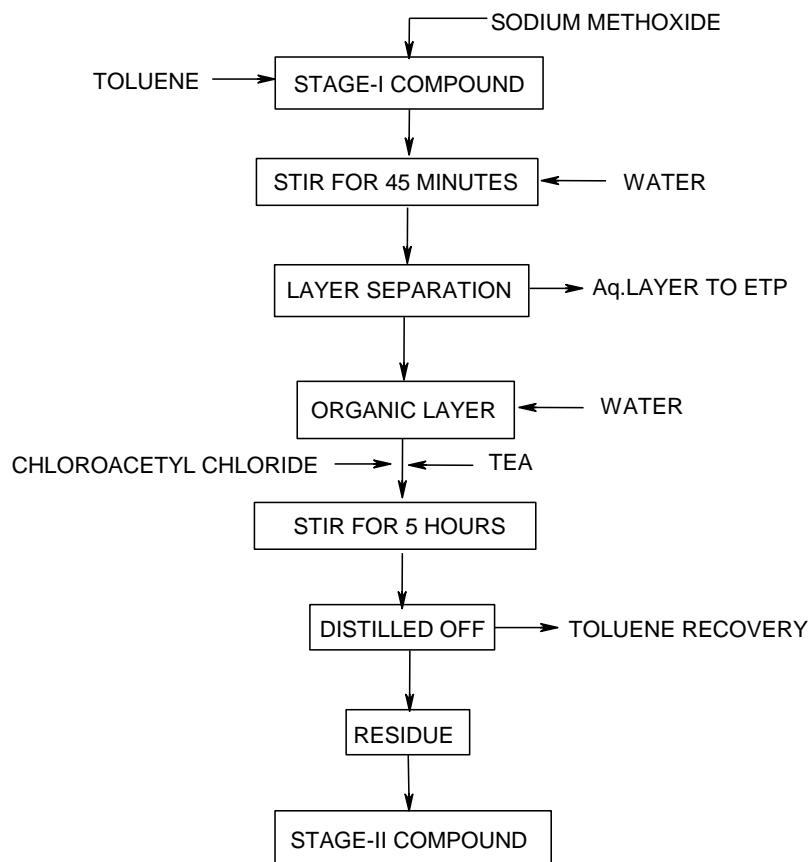 SODIUM METHOXIDE
TOLUENE
STAGE-I COMPOUND
STIR FOR 45 MINUTES
WATER
LAYER SEPARATION
Aq.LAYER TO ETP
ORGANIC LAYER
WATER
CHLOROACETYL CHLORIDE
TEA
STIR FOR 5 HOURS
DISTILLED OFF
TOLUENE RECOVERY
RESIDUE
STAGE-II COMPOUND